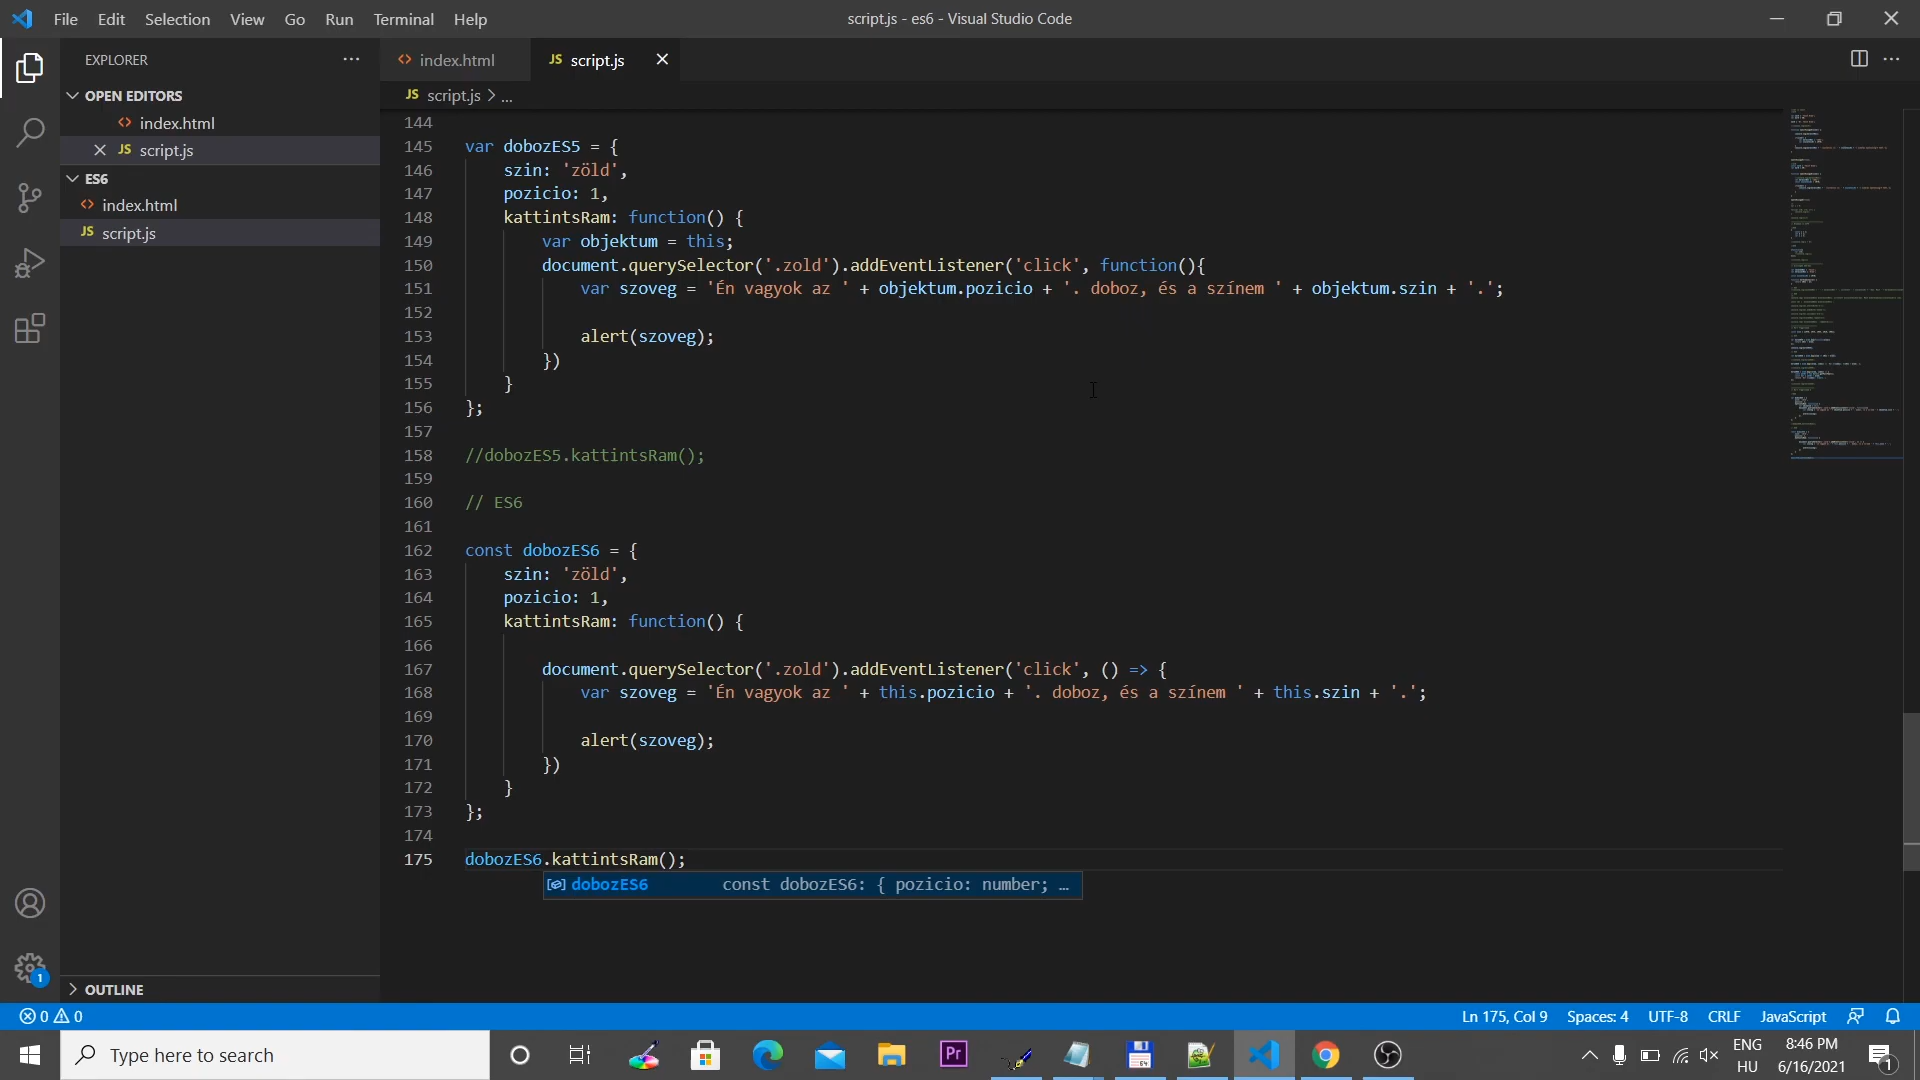 File Edit Selection View Go Run Terminal Help
script.js - es6 - Visual Studio Code
EXPLORER
OPEN EDITORS
index.html
JS script.js
ES6
index.html
JS script.js
OUTLINE
index.html
JS script.js
JS script.js > ...
144
145 var dobozES5 = {
146 szin: 'zöld',
147 pozicio: 1,
148 kattintsRam: function() {
149 var objektum = this;
150 document.querySelector('.zold').addEventListener('click', function(){
151 var szoveg = 'Én vagyok az ' + objektum.pozicio + '. doboz, és a színem ' + objektum.szin + '.';
152
153 alert(szoveg);
154 })
155 }
156 };
157
158 //dobozES5.kattintsRam();
159
160 // ES6
161
162 const dobozES6 = {
163 szin: 'zöld',
164 pozicio: 1,
165 kattintsRam: function() {
166
167 document.querySelector('.zold').addEventListener('click', () => {
168 var szoveg = 'Én vagyok az ' + this.pozicio + '. doboz, és a színem ' + this.szin + '.';
169
170 alert(szoveg);
171 })
172 }
173 };
174
175 dobozES6.kattintsRam();
dobozES6 const dobozES6: { pozicio: number; …
1
0 0
Ln 175, Col 9 Spaces: 4 UTF-8 CRLF JavaScript
Type here to search
Pr
64
ENG
HU
8:46 PM
6/16/2021
1